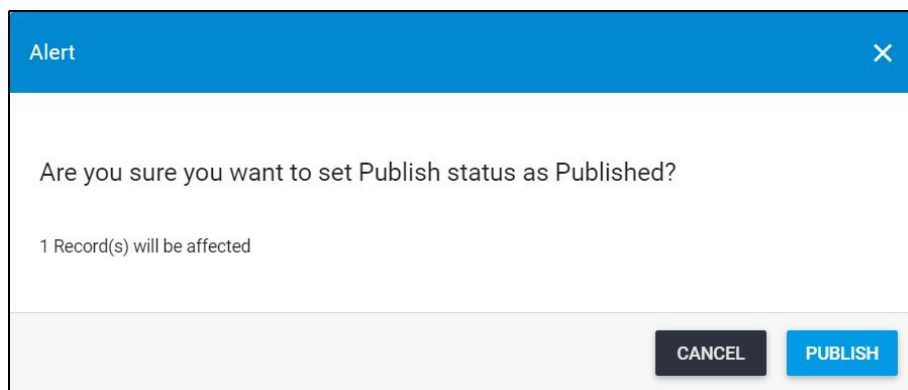 Alert
Are you sure you want to set Publish status as Published?
1 Record(s) will be affected
CANCEL PUBLISH